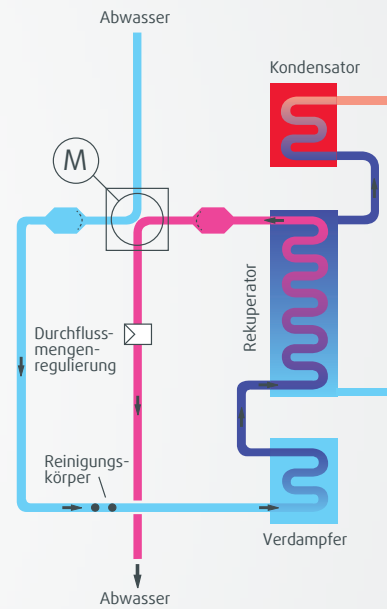 Abwasser
Kondensator
M
Rekuperator
Durchfluss-
mengen-
regulierung
Reinigungs-
körper
Verdampfer
Abwasser